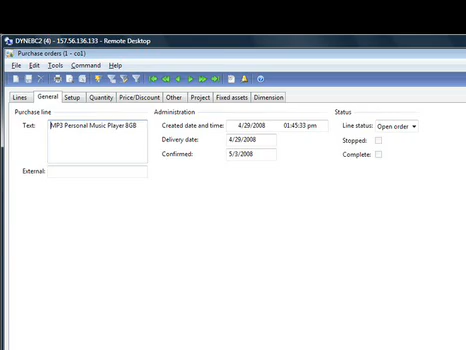 DYNEBC2 (4) - 157.56.136.133 - Remote Desktop
Purchase orders (1 - co1)
File Edit Tools Command Help
Lines General Setup Quantity Price/Discount Other Project Fixed assets Dimension
Purchase line Administration Status
Text: MP3 Personal Music Player 8GB Created date and time: 4/29/2008 01:45:33 pm Line status: Open order
Delivery date: 4/29/2008 Stopped:
Confirmed: 5/3/2008 Complete:
External: